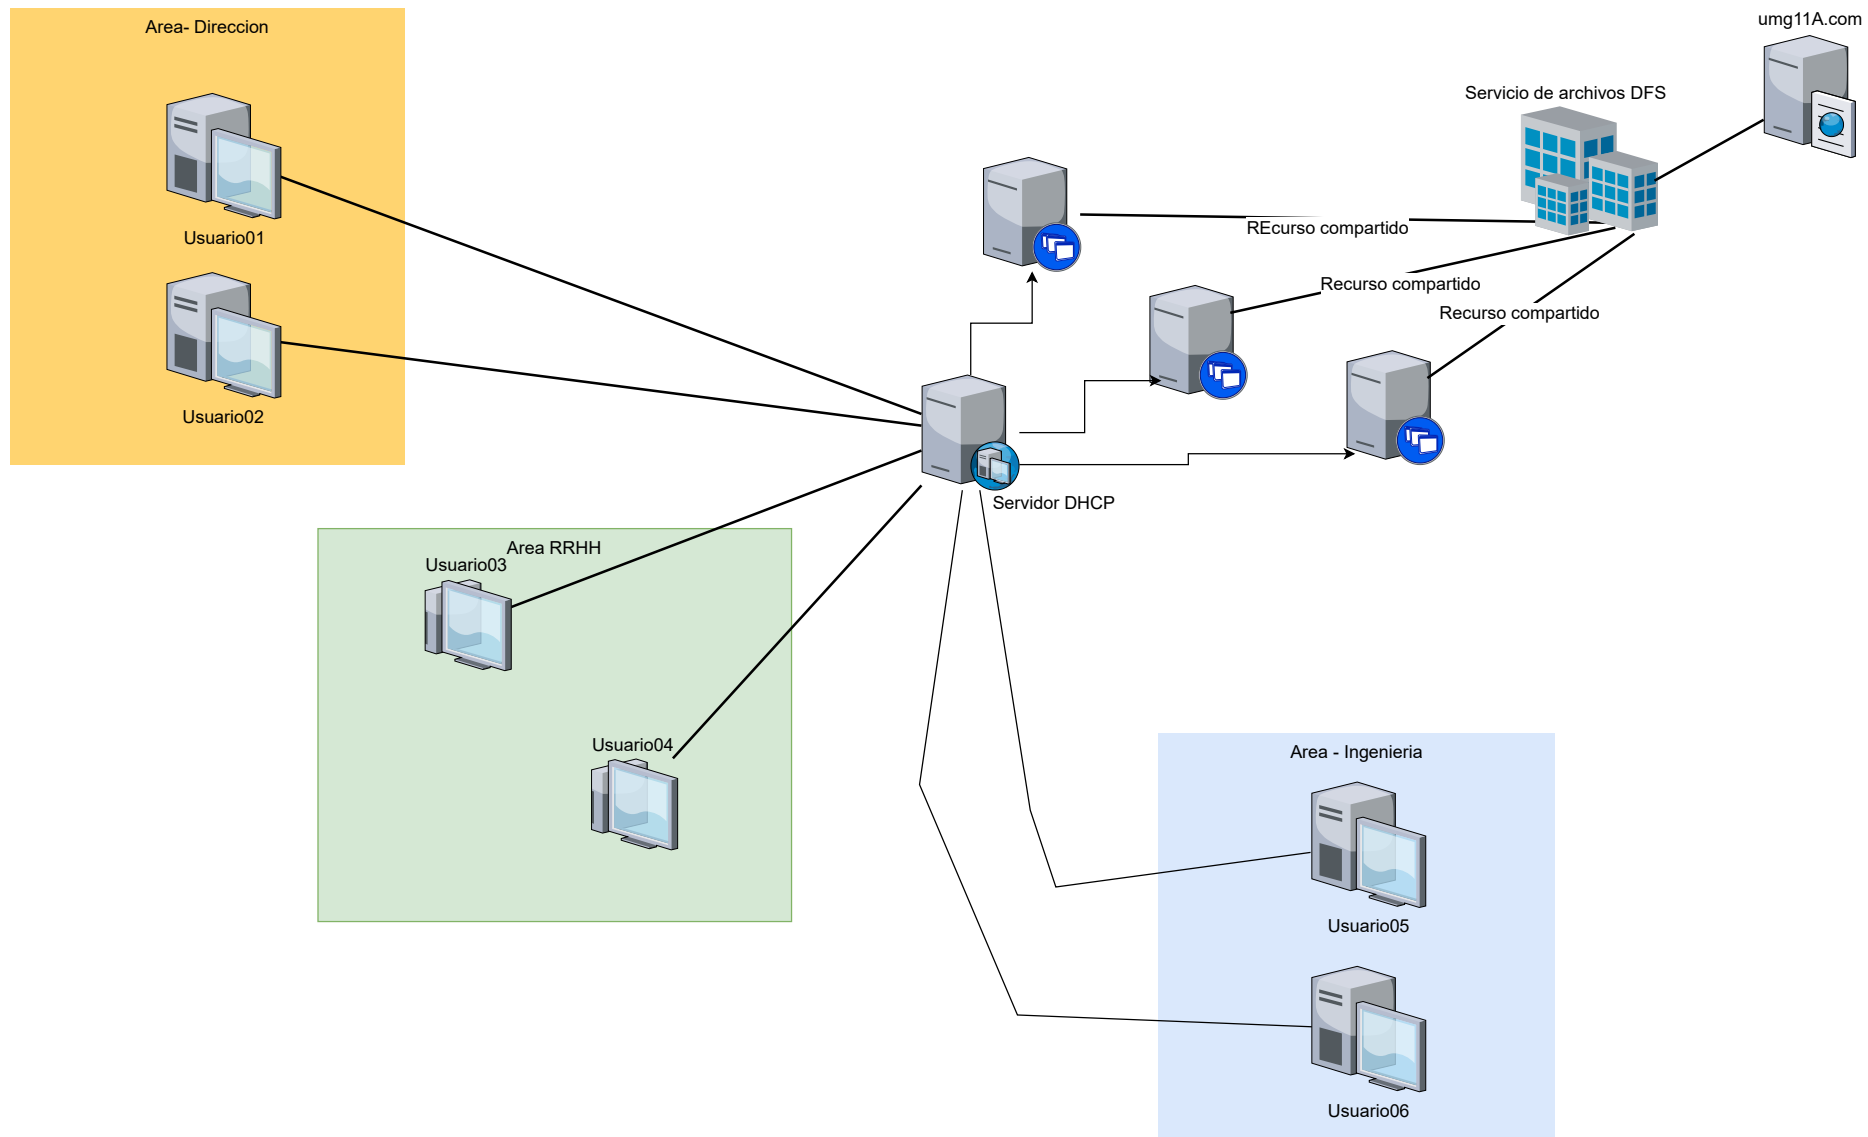 Area- Direccion
Usuario01
Usuario02
umg11A.com
Servicio de archivos DFS
REcurso compartido
Recurso compartido
Recurso compartido
Servidor DHCP
Area RRHH
Usuario03
Usuario04
Area - Ingenieria
Usuario05
Usuario06